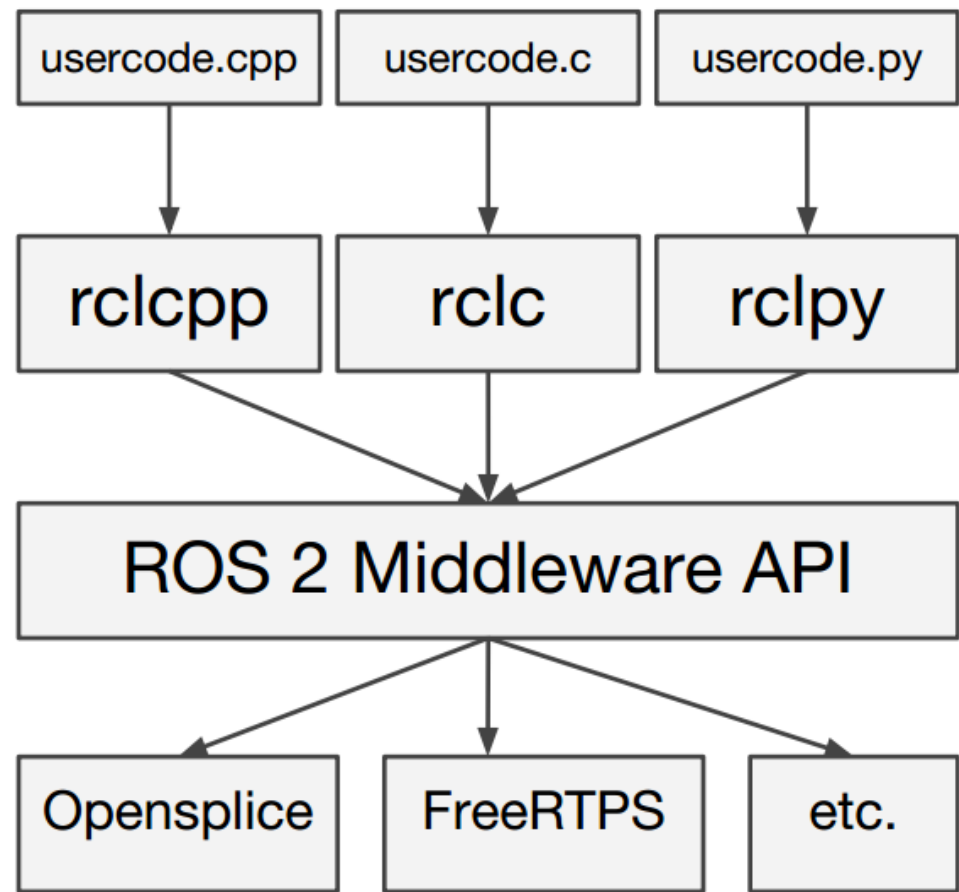 usercode.cpp
usercode.c
usercode.py
rclcpp
rclc
rclpy
ROS 2 Middleware API
Opensplice
FreeRTPS
etc.